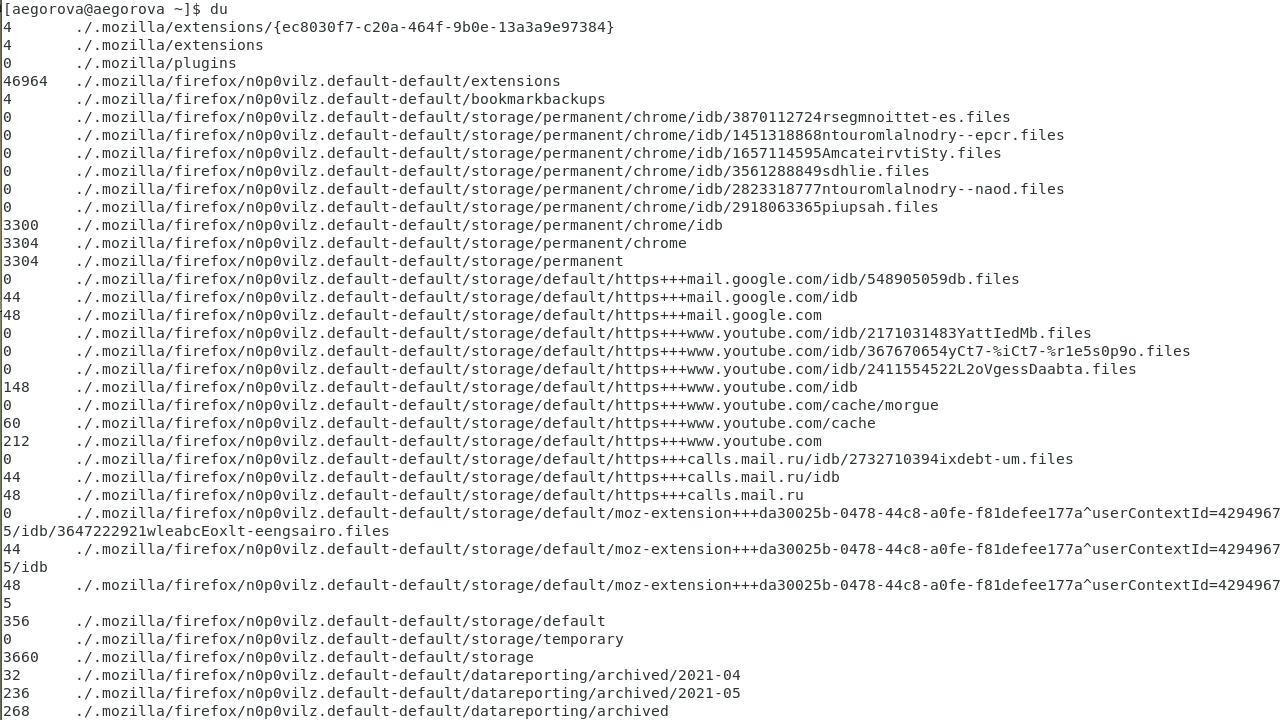 [aegorova@aegorova ~]$ du
4       ./.mozilla/extensions/{ec8030f7-c20a-464f-9b0e-13a3a9e97384}
4       ./.mozilla/extensions
0       ./.mozilla/plugins
46964   ./.mozilla/firefox/n0p0vilz.default-default/extensions
4       ./.mozilla/firefox/n0p0vilz.default-default/bookmarkbackups
0       ./.mozilla/firefox/n0p0vilz.default-default/storage/permanent/chrome/idb/3870112724rsegmnoittet-es.files
0       ./.mozilla/firefox/n0p0vilz.default-default/storage/permanent/chrome/idb/1451318868ntouromlalnodry--epcr.files
0       ./.mozilla/firefox/n0p0vilz.default-default/storage/permanent/chrome/idb/1657114595AmcateirvtiSty.files
0       ./.mozilla/firefox/n0p0vilz.default-default/storage/permanent/chrome/idb/3561288849sdhlie.files
0       ./.mozilla/firefox/n0p0vilz.default-default/storage/permanent/chrome/idb/2823318777ntouromlalnodry--naod.files
0       ./.mozilla/firefox/n0p0vilz.default-default/storage/permanent/chrome/idb/2918063365piupsah.files
3300    ./.mozilla/firefox/n0p0vilz.default-default/storage/permanent/chrome/idb
3304    ./.mozilla/firefox/n0p0vilz.default-default/storage/permanent/chrome
3304    ./.mozilla/firefox/n0p0vilz.default-default/storage/permanent
0       ./.mozilla/firefox/n0p0vilz.default-default/storage/default/https+++mail.google.com/idb/548905059db.files
44      ./.mozilla/firefox/n0p0vilz.default-default/storage/default/https+++mail.google.com/idb
48      ./.mozilla/firefox/n0p0vilz.default-default/storage/default/https+++mail.google.com
0       ./.mozilla/firefox/n0p0vilz.default-default/storage/default/https+++www.youtube.com/idb/2171031483YattIedMb.files
0       ./.mozilla/firefox/n0p0vilz.default-default/storage/default/https+++www.youtube.com/idb/367670654yCt7-%iCt7-%r1e5s0p9o.files
0       ./.mozilla/firefox/n0p0vilz.default-default/storage/default/https+++www.youtube.com/idb/2411554522L2oVgessDaabta.files
148     ./.mozilla/firefox/n0p0vilz.default-default/storage/default/https+++www.youtube.com/idb
0       ./.mozilla/firefox/n0p0vilz.default-default/storage/default/https+++www.youtube.com/cache/morgue
60      ./.mozilla/firefox/n0p0vilz.default-default/storage/default/https+++www.youtube.com/cache
212     ./.mozilla/firefox/n0p0vilz.default-default/storage/default/https+++www.youtube.com
0       ./.mozilla/firefox/n0p0vilz.default-default/storage/default/https+++calls.mail.ru/idb/2732710394ixdebt-um.files
44      ./.mozilla/firefox/n0p0vilz.default-default/storage/default/https+++calls.mail.ru/idb
48      ./.mozilla/firefox/n0p0vilz.default-default/storage/default/https+++calls.mail.ru
0       ./.mozilla/firefox/n0p0vilz.default-default/storage/default/moz-extension+++da30025b-0478-44c8-a0fe-f81defee177a^userContextId=4294967
5/idb/3647222921wleabcEoxlt-eengsairo.files
44      ./.mozilla/firefox/n0p0vilz.default-default/storage/default/moz-extension+++da30025b-0478-44c8-a0fe-f81defee177a^userContextId=4294967
5/idb
48      ./.mozilla/firefox/n0p0vilz.default-default/storage/default/moz-extension+++da30025b-0478-44c8-a0fe-f81defee177a^userContextId=4294967
5
356     ./.mozilla/firefox/n0p0vilz.default-default/storage/default
0       ./.mozilla/firefox/n0p0vilz.default-default/storage/temporary
3660    ./.mozilla/firefox/n0p0vilz.default-default/storage
32      ./.mozilla/firefox/n0p0vilz.default-default/datareporting/archived/2021-04
236     ./.mozilla/firefox/n0p0vilz.default-default/datareporting/archived/2021-05
268     ./.mozilla/firefox/n0p0vilz.default-default/datareporting/archived